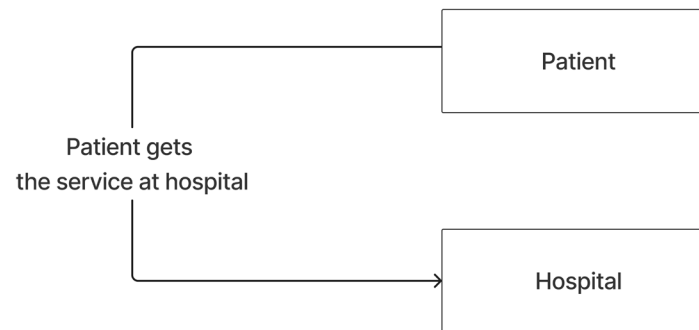 Patient
Patient gets
the service at hospital
Hospital